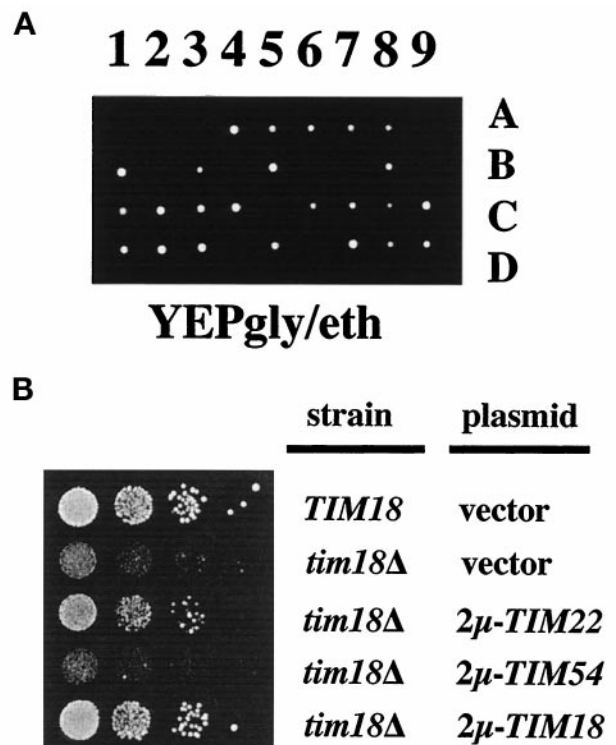 A
1 2 3 4 5 6 7 8 9
A
B
C
D
YEPgly/eth
B
strain plasmid
TIM18 vector
tim18Δ vector
tim18Δ 2μ-TIM22
tim18Δ 2μ-TIM54
tim18Δ 2μ-TIM18